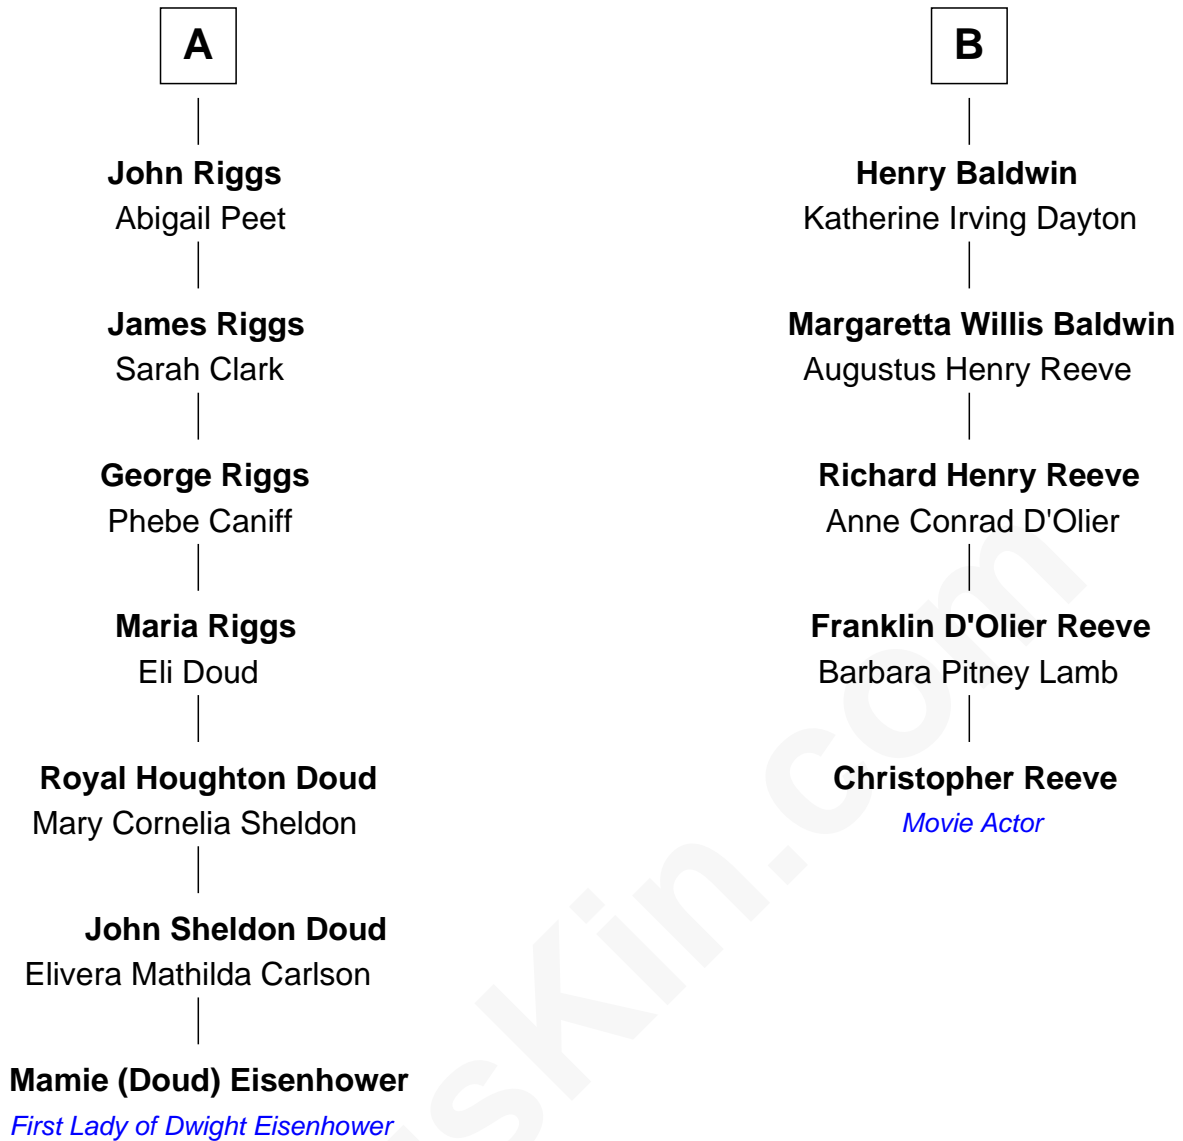 A
John Riggs
Abigail Peet
James Riggs
Sarah Clark
George Riggs
Phebe Caniff
Maria Riggs
Eli Doud
Royal Houghton Doud
Mary Cornelia Sheldon
John Sheldon Doud
Elivera Mathilda Carlson
Mamie (Doud) Eisenhower
First Lady of Dwight Eisenhower
B
Henry Baldwin
Katherine Irving Dayton
Margaretta Willis Baldwin
Augustus Henry Reeve
Richard Henry Reeve
Anne Conrad D'Olier
Franklin D'Olier Reeve
Barbara Pitney Lamb
Christopher Reeve
Movie Actor
usKin.com